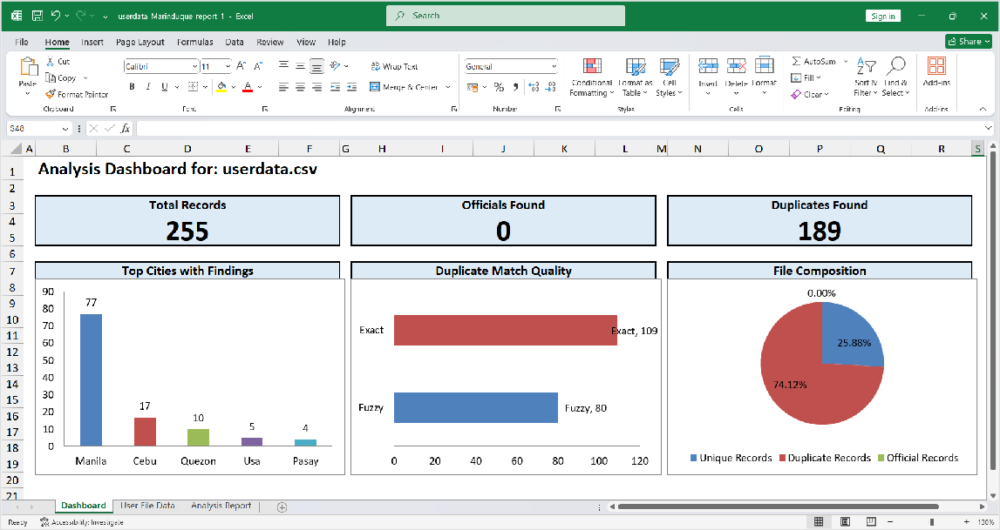 userdata Marinduque report 1 - Excel
Search
Sign in
File Home Insert Page Layout Formulas Data Review View Help
Share
Paste
Cut
Copy
Format Painter
Clipboard
Calibri 11
B I U
Font
Wrap Text
Merge & Center
Alignment
General
Number
Conditional Formatting
Format as Table
Cell Styles
Styles
Insert Delete Format
Cells
AutoSum
Fill
Clear
Sort & Filter
Find & Select
Editing
Add-ins
Add-ins
S48
fx
A B C D E F G H I J K L M N O P Q R S
1
2
3
4
5
6
7
8
9
10
11
12
13
14
15
16
17
18
19
20
21
Analysis Dashboard for: userdata.csv
Total Records
255
Officials Found
0
Duplicates Found
189
Top Cities with Findings
90
80
70
60
50
40
30
20
10
0
77
17
10
5
4
Manila Cebu Quezon Usa Pasay
Duplicate Match Quality
Exact
Exact, 109
Fuzzy
Fuzzy, 80
0 20 40 60 80 100 120
File Composition
0.00%
25.88%
74.12%
Unique Records Duplicate Records Official Records
Dashboard User File Data Analysis Report
Ready Accessibility: Investigate
130%